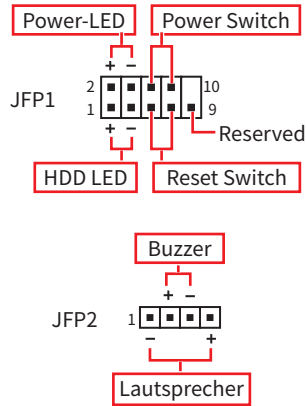 Power-LED Power Switch
+ −
2 10
JFP1
1 9
+ − Reserved
HDD LED Reset Switch
Buzzer
+ −
JFP2 1
− +
Lautsprecher